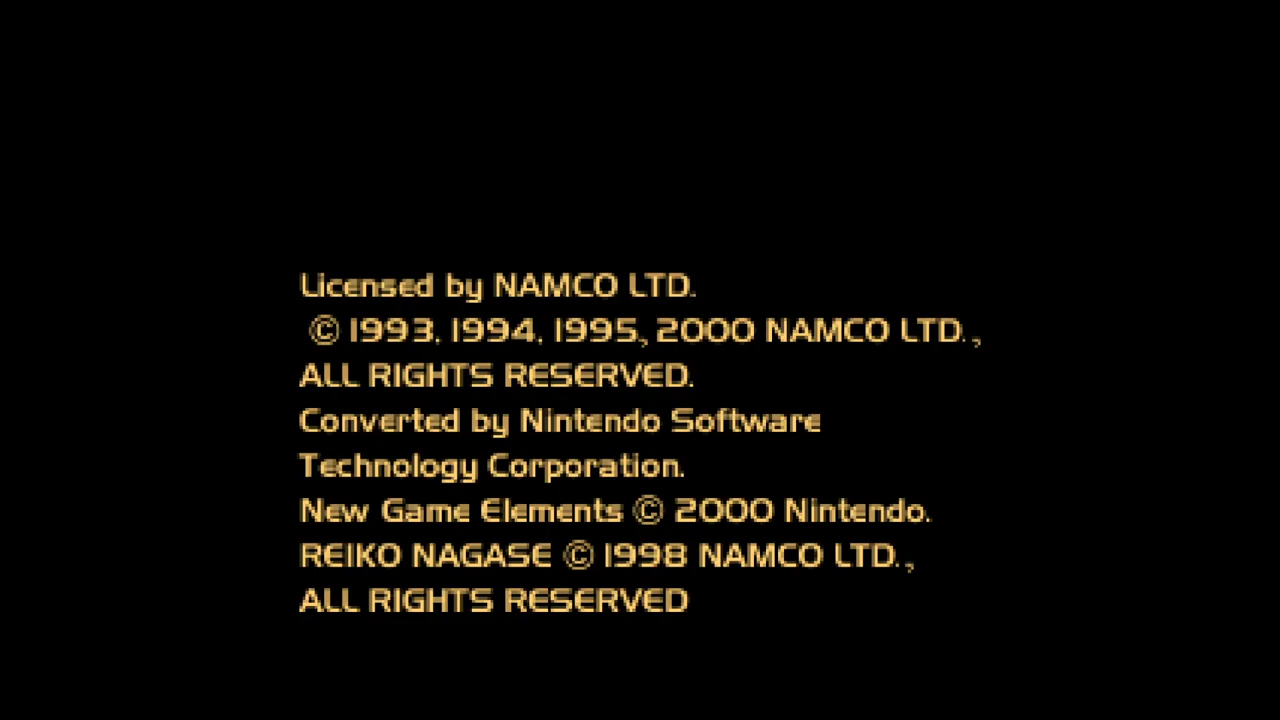 Licensed by NAMCO LTD.
© 1993, 1994, 1995, 2000 NAMCO LTD.,
ALL RIGHTS RESERVED.
Converted by Nintendo Software
Technology Corporation.
New Game Elements © 2000 Nintendo.
REIKO NAGASE © 1998 NAMCO LTD.,
ALL RIGHTS RESERVED